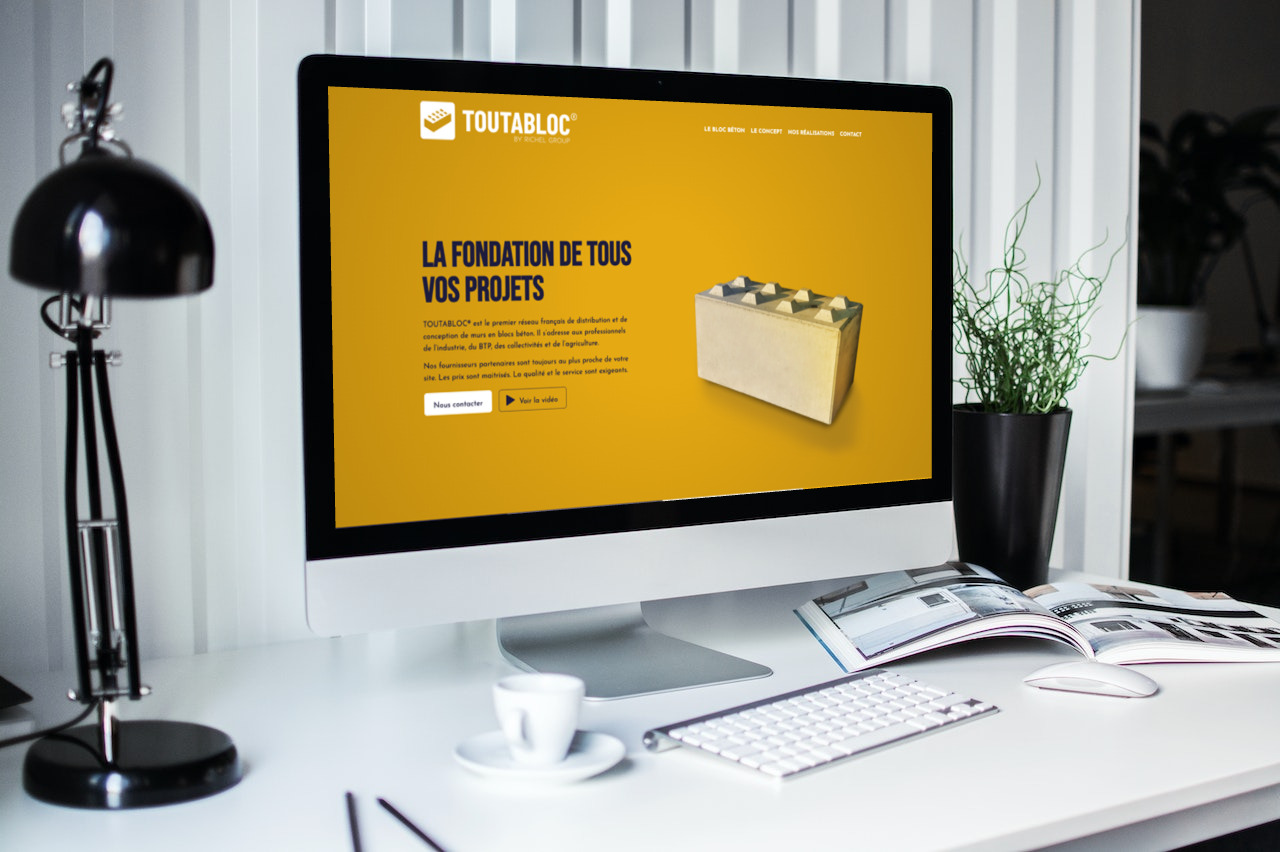 TOUTABLOC®
BY RICHEL GROUP
LE BLOC BÉTON LE CONCEPT NOS RÉALISATIONS CONTACT
LA FONDATION DE TOUS
VOS PROJETS
TOUTABLOC® est le premier réseau français de distribution et de
conception de murs en blocs béton. Il s'adresse aux professionnels
de l'industrie, du BTP, des collectivités et de l'agriculture.
Nos fournisseurs partenaires sont toujours au plus proche de votre
site. Les prix sont maitrisés. La qualité et le service sont exigeants.
Nous contacter Voir la vidéo